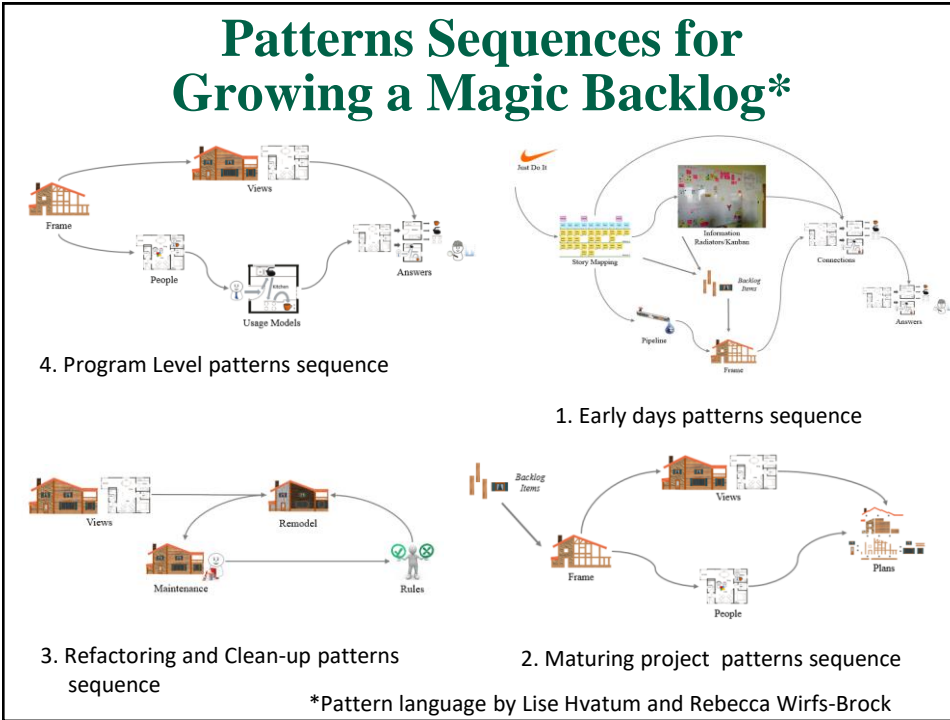 Patterns Sequences for
Growing a Magic Backlog*
Views
Frame
People
Kitchen
Usage Models
Answers
4. Program Level patterns sequence
Just Do It
Story Mapping
Information
Radiators/Kanban
Backlog
Items
Connections
Pipeline
Frame
Answers
1. Early days patterns sequence
Views
Remodel
Maintenance
Rules
3. Refactoring and Clean-up patterns
sequence
Backlog
Items
Views
Frame
People
Plans
2. Maturing project  patterns sequence
*Pattern language by Lise Hvatum and Rebecca Wirfs-Brock